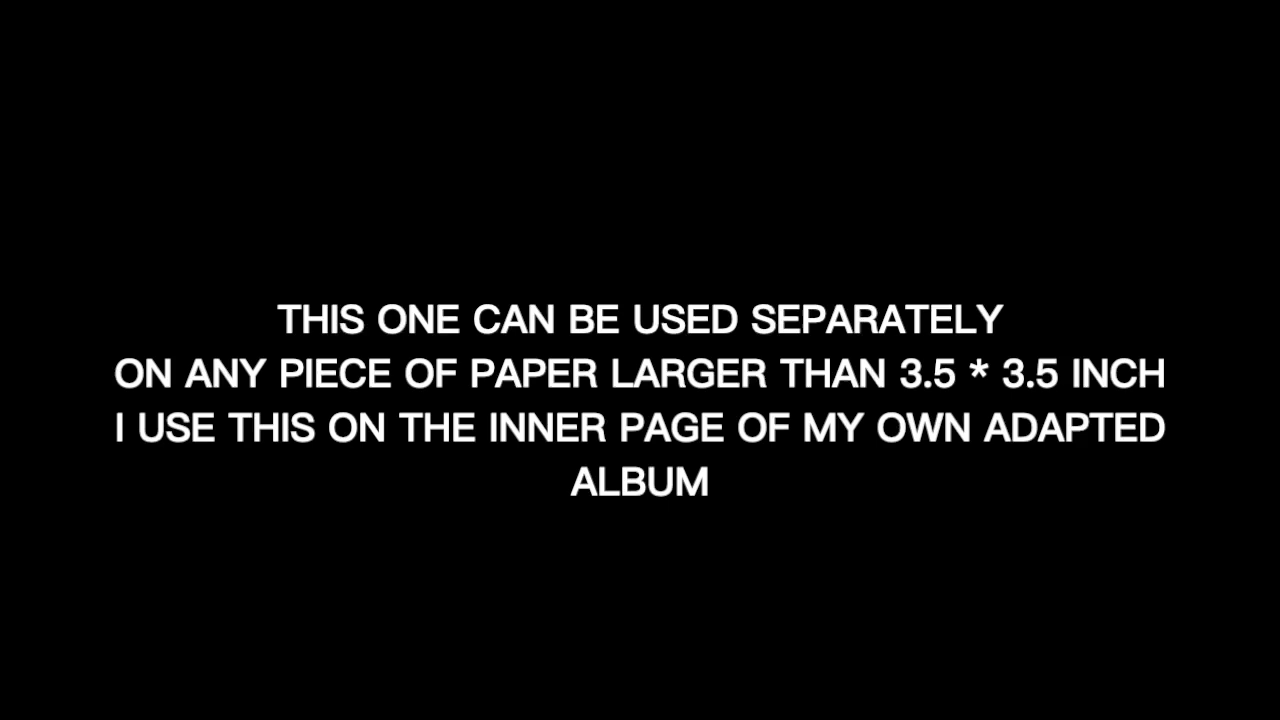 THIS ONE CAN BE USED SEPARATELY
ON ANY PIECE OF PAPER LARGER THAN 3.5 * 3.5 INCH
I USE THIS ON THE INNER PAGE OF MY OWN ADAPTED
ALBUM